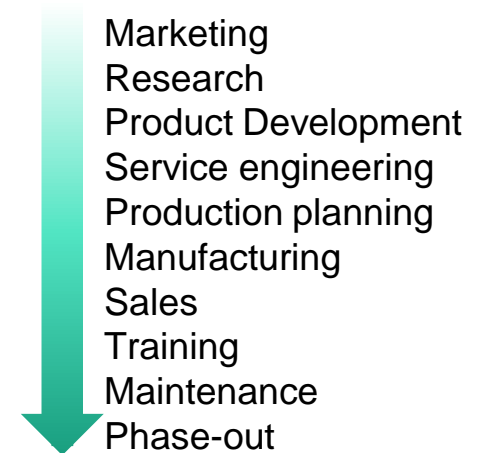 Marketing
Research
Product Development
Service engineering
Production planning
Manufacturing
Sales
Training
Maintenance
Phase-out